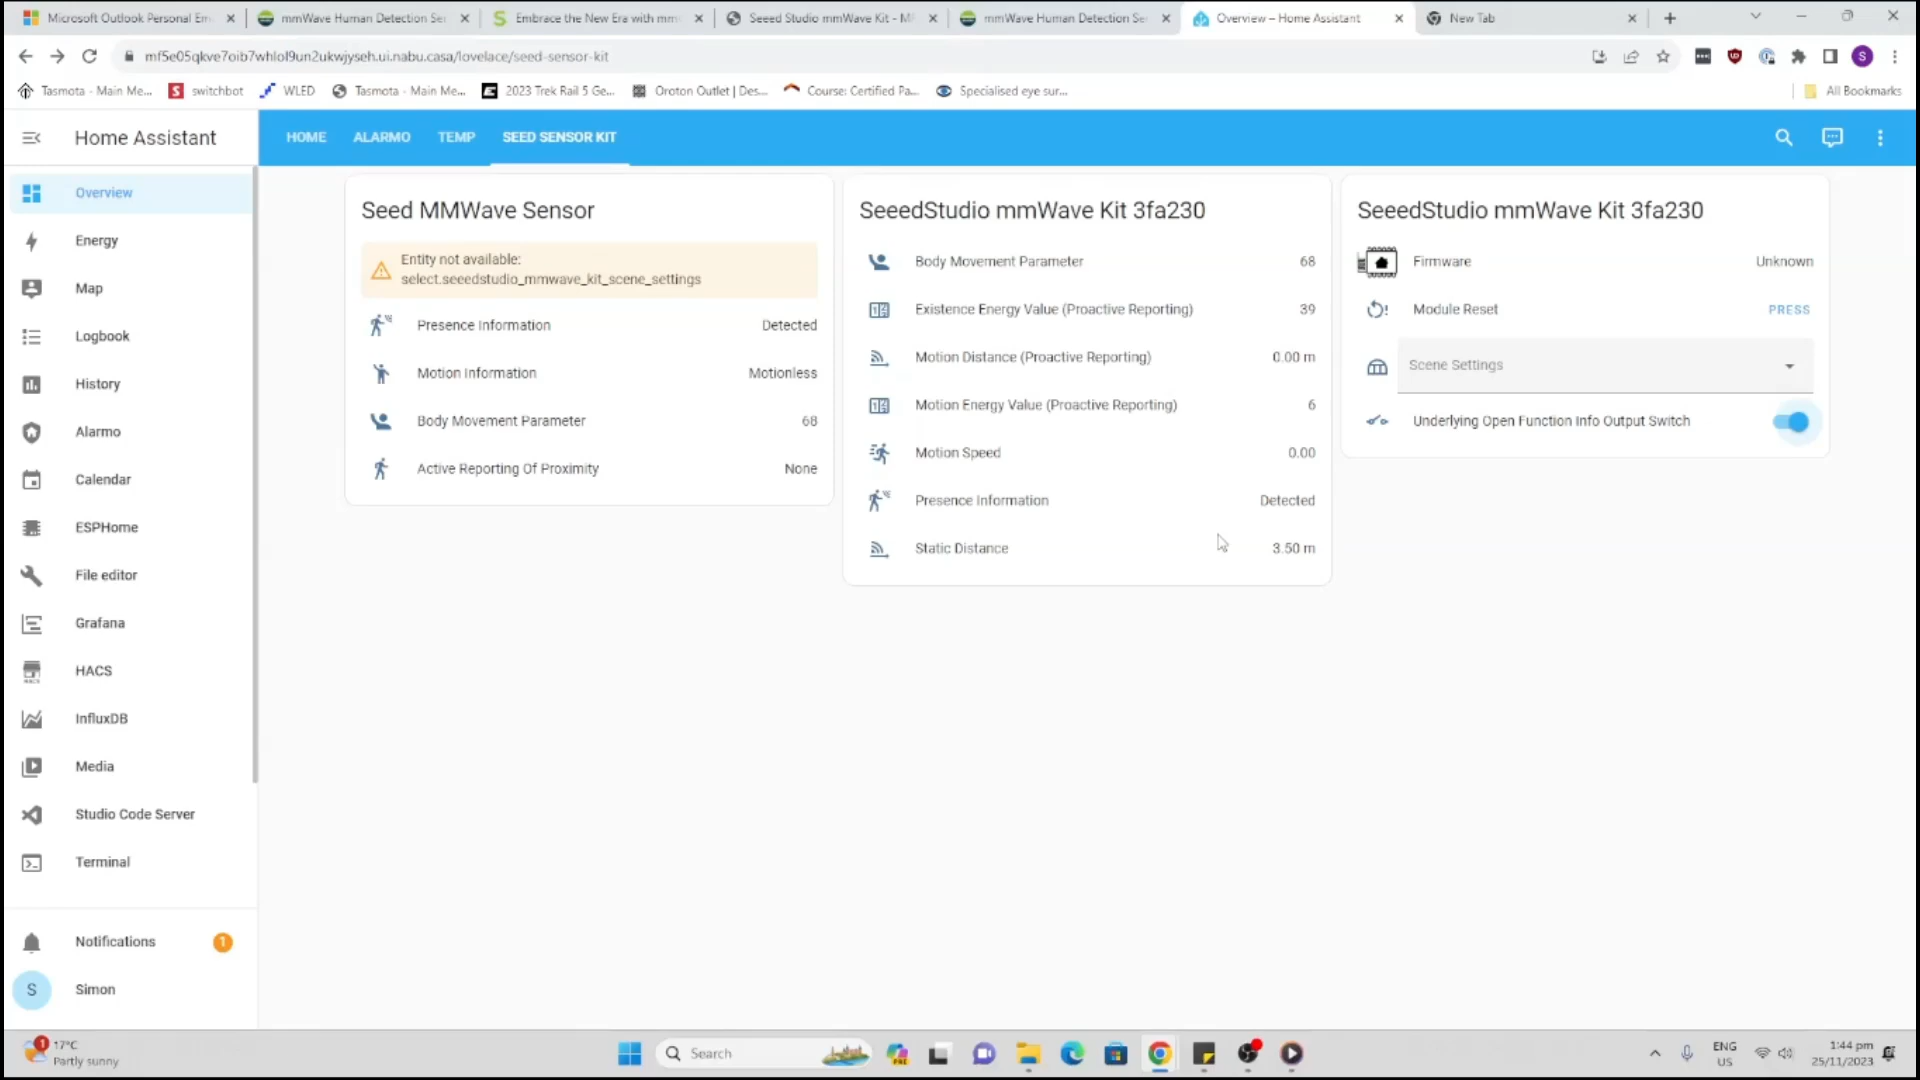 Microsoft Outlook Personal Em
mmWave Human Detection Se
Embrace the New Era with mm
Seeed Studio mmWave Kit - M
mmWave Human Detection Se
Overview – Home Assistant
New Tab
mf5e05qkve7oib7whlol9un2ukwjyseh.ui.nabu.casa/lovelace/seed-sensor-kit
S
Tasmota - Main Me...
switchbot
WLED
Tasmota - Main Me...
2023 Trek Rail 5 Ge...
Oroton Outlet | Des...
Course: Certified Pa...
Specialised eye sur...
All Bookmarks
Home Assistant
HOME
ALARMO
TEMP
SEED SENSOR KIT
Overview
Energy
Map
Logbook
History
Alarmo
Calendar
ESPHome
File editor
Grafana
HACS
InfluxDB
Media
Studio Code Server
Terminal
Notifications
1
S
Simon
Seed MMWave Sensor
Entity not available:
select.seeedstudio_mmwave_kit_scene_settings
Presence Information Detected
Motion Information Motionless
Body Movement Parameter 68
Active Reporting Of Proximity None
SeeedStudio mmWave Kit 3fa230
Body Movement Parameter 68
Existence Energy Value (Proactive Reporting) 39
Motion Distance (Proactive Reporting) 0.00 m
Motion Energy Value (Proactive Reporting) 6
Motion Speed 0.00
Presence Information Detected
Static Distance 3.50 m
SeeedStudio mmWave Kit 3fa230
Firmware Unknown
Module Reset PRESS
Scene Settings
Underlying Open Function Info Output Switch
1
17°C
Partly sunny
Search
ENG
US
1:44 pm
25/11/2023